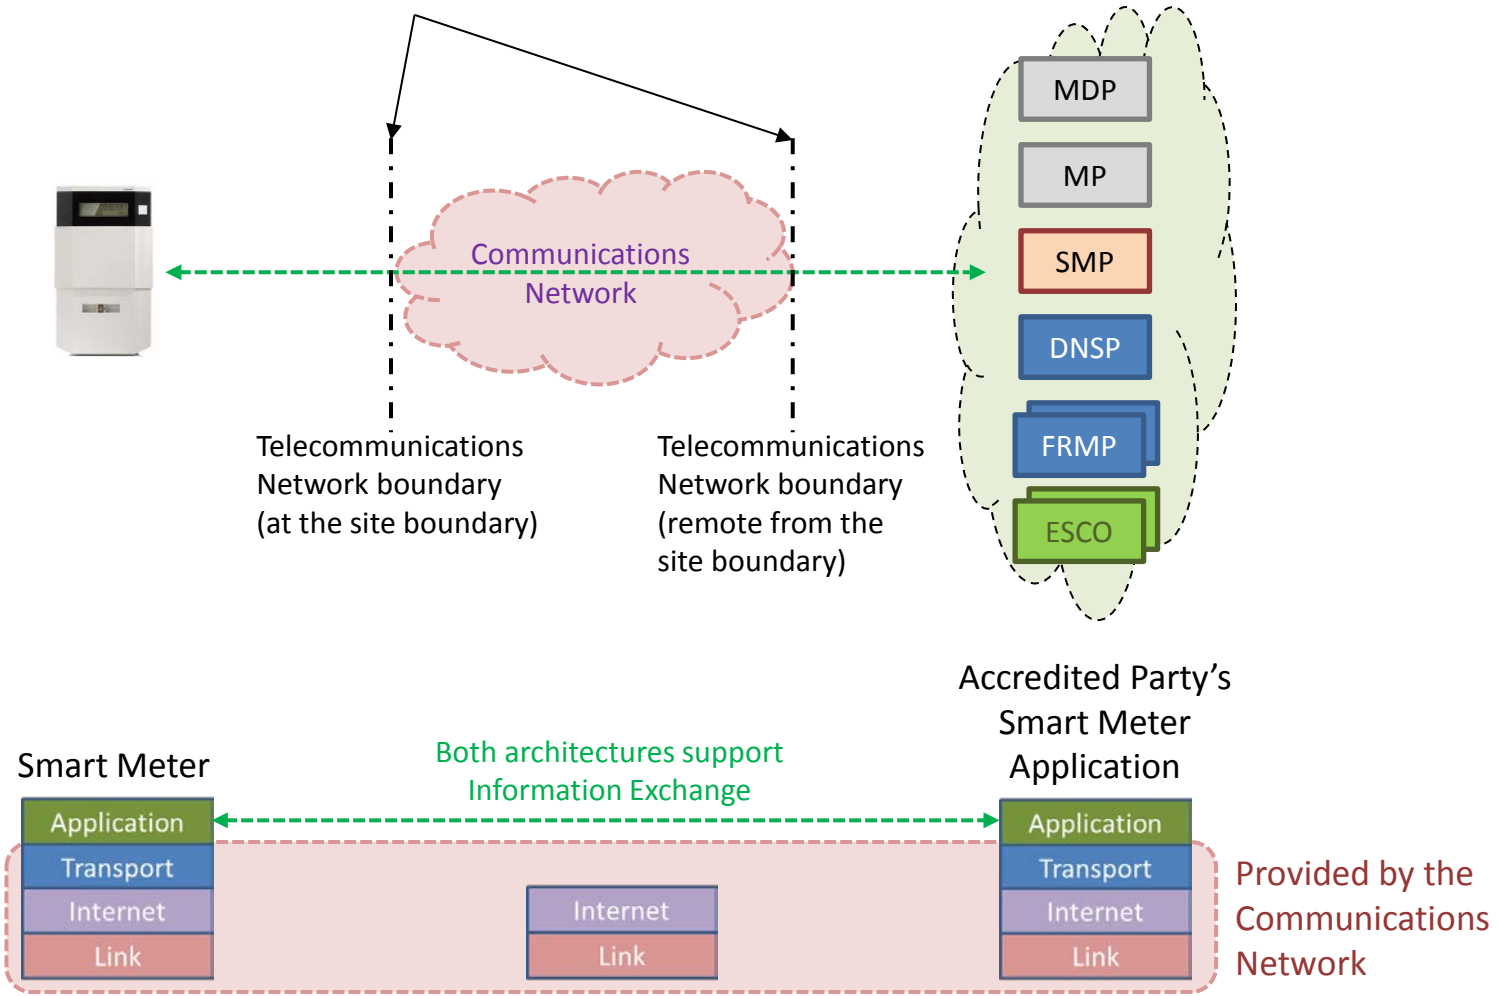 MDP
MP
SMP
DNSP
FRMP
ESCO
Communications
Network
Telecommunications
Network boundary
(at the site boundary)
Telecommunications
Network boundary
(remote from the
site boundary)
Accredited Party's
Smart Meter
Application
Smart Meter
Both architectures support
Information Exchange
Application
Transport
Internet
Link
Internet
Link
Application
Transport
Internet
Link
Provided by the
Communications
Network